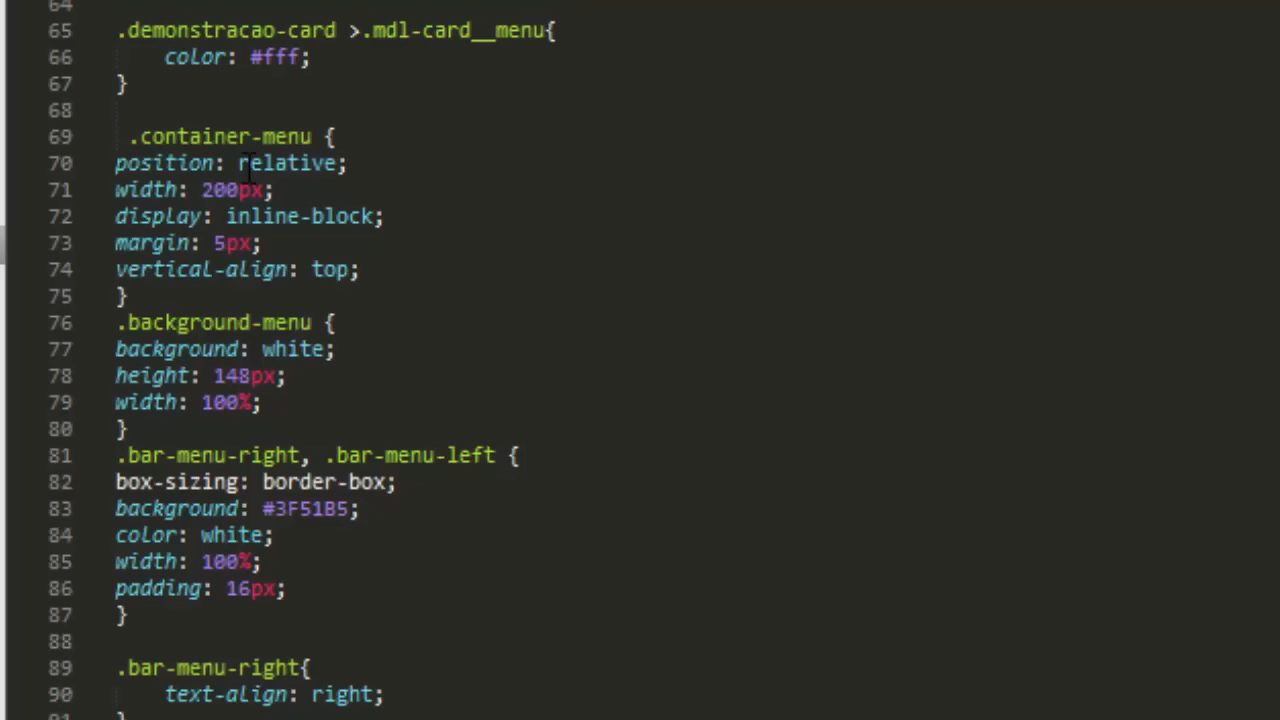 64
65 .demonstracao-card >.mdl-card__menu{
66 color: #fff;
67 }
68
69 .container-menu {
70 position: relative;
71 width: 200px;
72 display: inline-block;
73 margin: 5px;
74 vertical-align: top;
75 }
76 .background-menu {
77 background: white;
78 height: 148px;
79 width: 100%;
80 }
81 .bar-menu-right, .bar-menu-left {
82 box-sizing: border-box;
83 background: #3F51B5;
84 color: white;
85 width: 100%;
86 padding: 16px;
87 }
88
89 .bar-menu-right{
90 text-align: right;
91 }